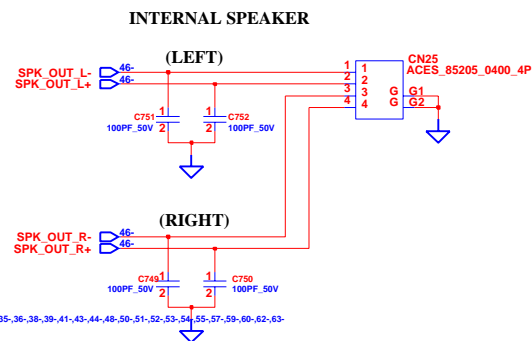 INTERNAL SPEAKER
(LEFT)
CN25
ACES_85205_0400_4P
SPK_OUT_L- 46-
SPK_OUT_L+ 46-
1 1
2 2
3 3
4 4
G G1
G G2
1 C751 1 C752
2 100PF_50V 2 100PF_50V
(RIGHT)
SPK_OUT_R- 46-
SPK_OUT_R+ 46-
C749 1 1 C750
100PF_50V 2 2 100PF_50V
35-,36-,38-,39-,41-,43-,44-,48-,50-,51-,52-,53-,54-,55-,57-,59-,60-,62-,63-